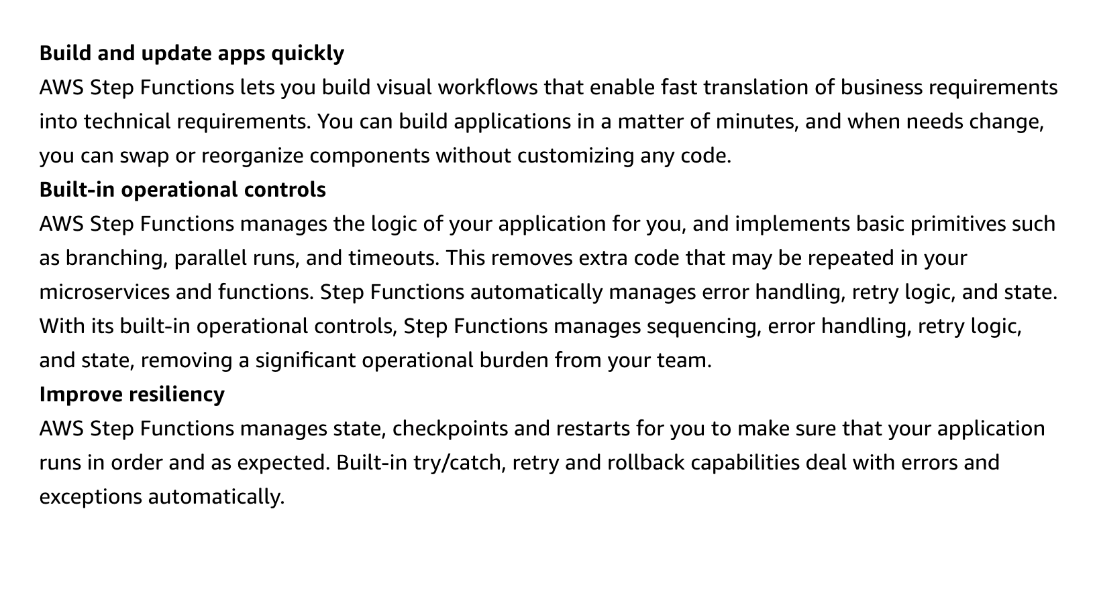 Build and update apps quickly
AWS Step Functions lets you build visual workflows that enable fast translation of business requirements
into technical requirements. You can build applications in a matter of minutes, and when needs change,
you can swap or reorganize components without customizing any code.
Built-in operational controls
AWS Step Functions manages the logic of your application for you, and implements basic primitives such
as branching, parallel runs, and timeouts. This removes extra code that may be repeated in your
microservices and functions. Step Functions automatically manages error handling, retry logic, and state.
With its built-in operational controls, Step Functions manages sequencing, error handling, retry logic,
and state, removing a significant operational burden from your team.
Improve resiliency
AWS Step Functions manages state, checkpoints and restarts for you to make sure that your application
runs in order and as expected. Built-in try/catch, retry and rollback capabilities deal with errors and
exceptions automatically.